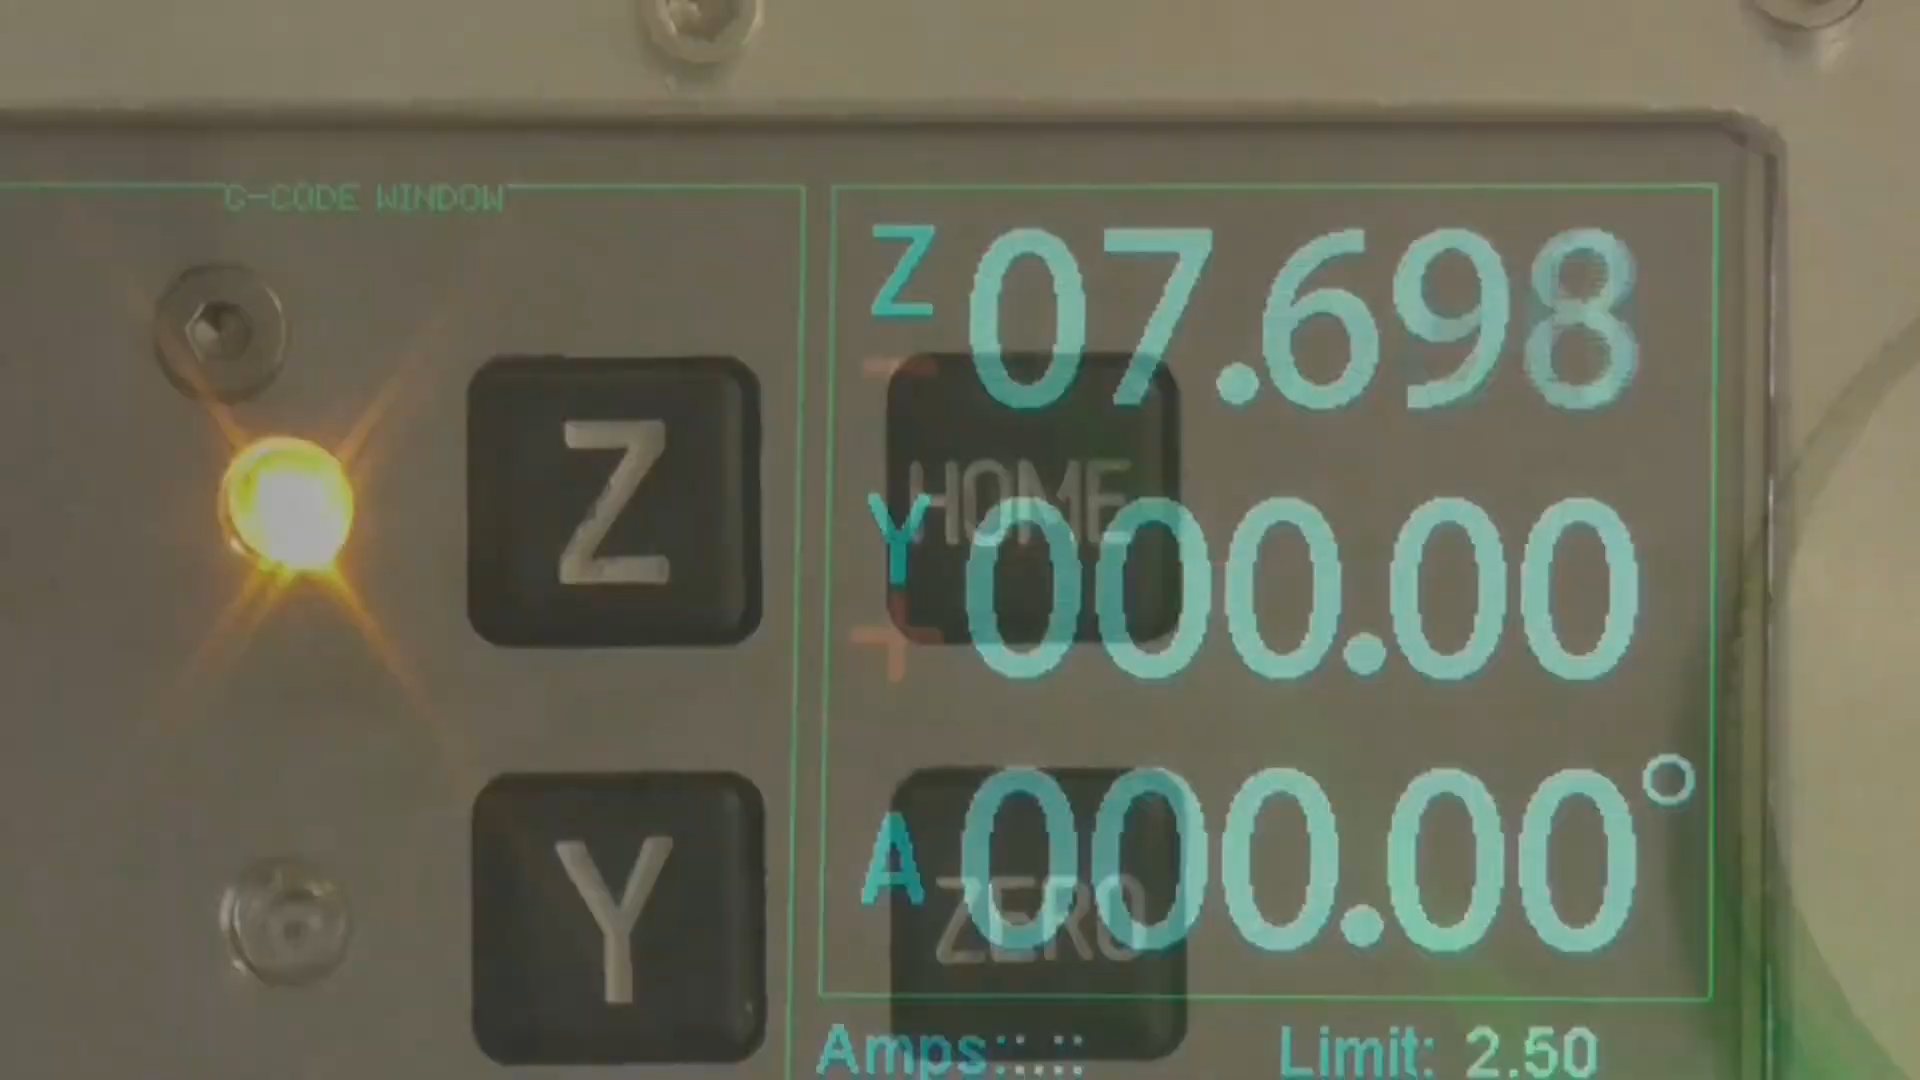 G-CODE WINDOW
Z 07.698
Z
HOME
Y 000.00
A 000.00°
Y
ZERO
Amps::.::
Limit: 2.50